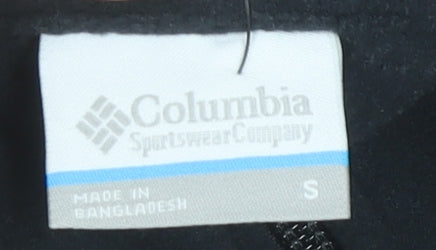 Columbia
Sportswear Company
MADE IN
BANGLADESH
S